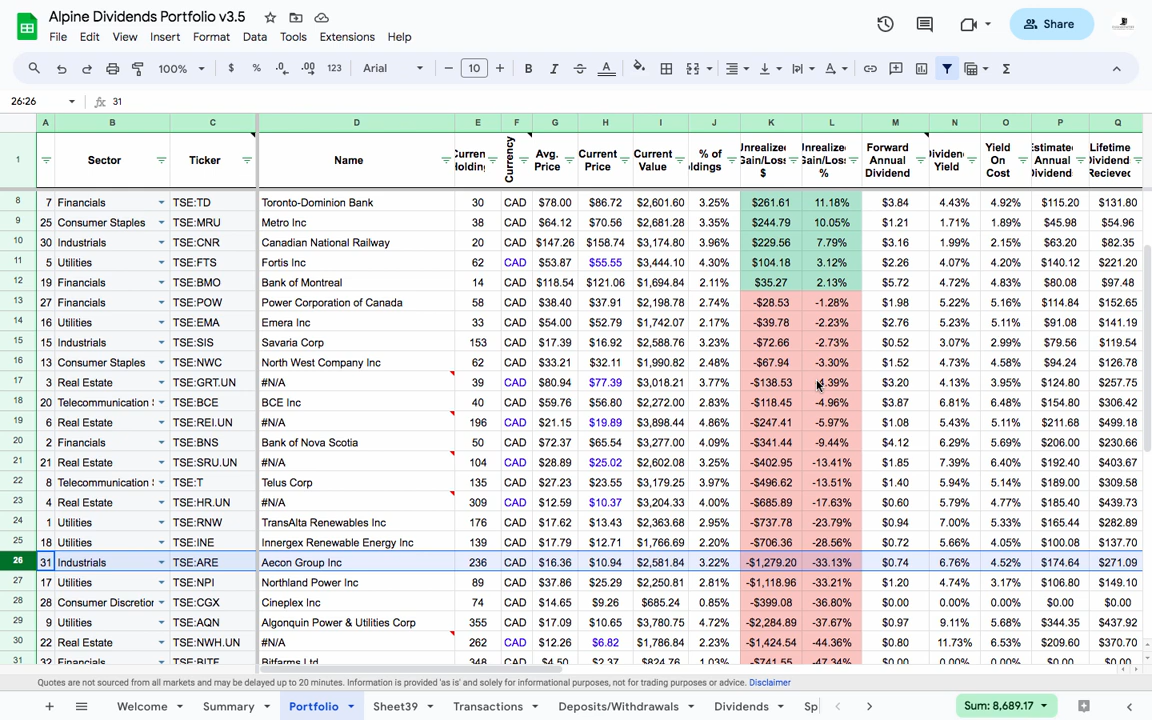 Alpine Dividends Portfolio v3.5
Share
File Edit View Insert Format Data Tools Extensions Help
100% $ % .0 .00 123 Arial 10 B I A
26:26 fx 31
A B C D E F G H I J K L M N O P Q
1 Sector Ticker Name Currency Avg. Price Current Price Current Value % of Forward Annual Dividend Yield Yield On Cost Lifetime
8 7 Financials TSE:TD Toronto-Dominion Bank 30 CAD $78.00 $86.72 $2,601.60 3.25% $261.61 11.18% $3.84 4.43% 4.92% $115.20 $131.80
9 25 Consumer Staples TSE:MRU Metro Inc 38 CAD $64.12 $70.56 $2,681.28 3.35% $244.79 10.05% $1.21 1.71% 1.89% $45.98 $54.96
10 30 Industrials TSE:CNR Canadian National Railway 20 CAD $147.26 $158.74 $3,174.80 3.96% $229.56 7.79% $3.16 1.99% 2.15% $63.20 $82.35
11 5 Utilities TSE:FTS Fortis Inc 62 CAD $53.87 $55.55 $3,444.10 4.30% $104.18 3.12% $2.26 4.07% 4.20% $140.12 $221.20
12 19 Financials TSE:BMO Bank of Montreal 14 CAD $118.54 $121.06 $1,694.84 2.11% $35.27 2.13% $5.72 4.72% 4.83% $80.08 $97.48
13 27 Financials TSE:POW Power Corporation of Canada 58 CAD $38.40 $37.91 $2,198.78 2.74% -$28.53 -1.28% $1.98 5.22% 5.16% $114.84 $152.65
14 16 Utilities TSE:EMA Emera Inc 33 CAD $54.00 $52.79 $1,742.07 2.17% -$39.78 -2.23% $2.76 5.23% 5.11% $91.08 $141.19
15 15 Industrials TSE:SIS Savaria Corp 153 CAD $17.39 $16.92 $2,588.76 3.23% -$72.66 -2.73% $0.52 3.07% 2.99% $79.56 $119.54
16 13 Consumer Staples TSE:NWC North West Company Inc 62 CAD $33.21 $32.11 $1,990.82 2.48% -$67.94 -3.30% $1.52 4.73% 4.58% $94.24 $126.78
17 3 Real Estate TSE:GRT.UN #N/A 39 CAD $80.94 $77.39 $3,018.21 3.77% -$138.53 .39% $3.20 4.13% 3.95% $124.80 $257.75
18 20 Telecommunication TSE:BCE BCE Inc 40 CAD $59.76 $56.80 $2,272.00 2.83% -$118.45 -4.96% $3.87 6.81% 6.48% $154.80 $306.42
19 6 Real Estate TSE:REI.UN #N/A 196 CAD $21.15 $19.89 $3,898.44 4.86% -$247.41 -5.97% $1.08 5.43% 5.11% $211.68 $499.18
20 2 Financials TSE:BNS Bank of Nova Scotia 50 CAD $72.37 $65.54 $3,277.00 4.09% -$341.44 -9.44% $4.12 6.29% 5.69% $206.00 $230.66
21 21 Real Estate TSE:SRU.UN #N/A 104 CAD $28.89 $25.02 $2,602.08 3.25% -$402.95 -13.41% $1.85 7.39% 6.40% $192.40 $403.67
22 8 Telecommunication TSE:T Telus Corp 135 CAD $27.23 $23.55 $3,179.25 3.97% -$496.62 -13.51% $1.40 5.94% 5.14% $189.00 $309.58
23 4 Real Estate TSE:HR.UN #N/A 309 CAD $12.59 $10.37 $3,204.33 4.00% -$685.89 -17.63% $0.60 5.79% 4.77% $185.40 $439.73
24 1 Utilities TSE:RNW TransAlta Renewables Inc 176 CAD $17.62 $13.43 $2,363.68 2.95% -$737.78 -23.79% $0.94 7.00% 5.33% $165.44 $282.89
25 18 Utilities TSE:INE Innergex Renewable Energy Inc 139 CAD $17.79 $12.71 $1,766.69 2.20% -$706.36 -28.56% $0.72 5.66% 4.05% $100.08 $137.70
26 31 Industrials TSE:ARE Aecon Group Inc 236 CAD $16.36 $10.94 $2,581.84 3.22% -$1,279.20 -33.13% $0.74 6.76% 4.52% $174.64 $271.09
27 17 Utilities TSE:NPI Northland Power Inc 89 CAD $37.86 $25.29 $2,250.81 2.81% -$1,118.96 -33.21% $1.20 4.74% 3.17% $106.80 $149.10
28 28 Consumer Discretior TSE:CGX Cineplex Inc 74 CAD $14.65 $9.26 $685.24 0.85% -$399.08 -36.80% $0.00 0.00% 0.00% $0.00 $0.00
29 9 Utilities TSE:AQN Algonquin Power & Utilities Corp 355 CAD $17.09 $10.65 $3,780.75 4.72% -$2,284.89 -37.67% $0.97 9.11% 5.68% $344.35 $437.92
30 22 Real Estate TSE:NWH.UN #N/A 262 CAD $12.26 $6.82 $1,786.84 2.23% -$1,424.54 -44.36% $0.80 11.73% 6.53% $209.60 $370.70
31 32 Financials TSE:BITF Bitfarms Ltd 348 CAD $4.50 $2.37 $824.76 1.03% -$741.55 -47.34% $0.00 0.00% 0.00% $0.00 $0.00
Quotes are not sourced from all markets and may be delayed up to 20 minutes. Information is provided 'as is' and solely for informational purposes, not for trading purposes or advice. Disclaimer
Welcome Summary Portfolio Sheet39 Transactions Deposits/Withdrawals Dividends Sp Sum: 8,689.17